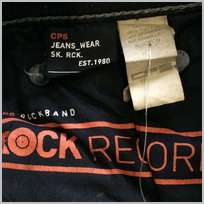 CPS
JEANS_WEAR
SK. RCK.
EST.1980
ROCKBAND
ROCK RECOR